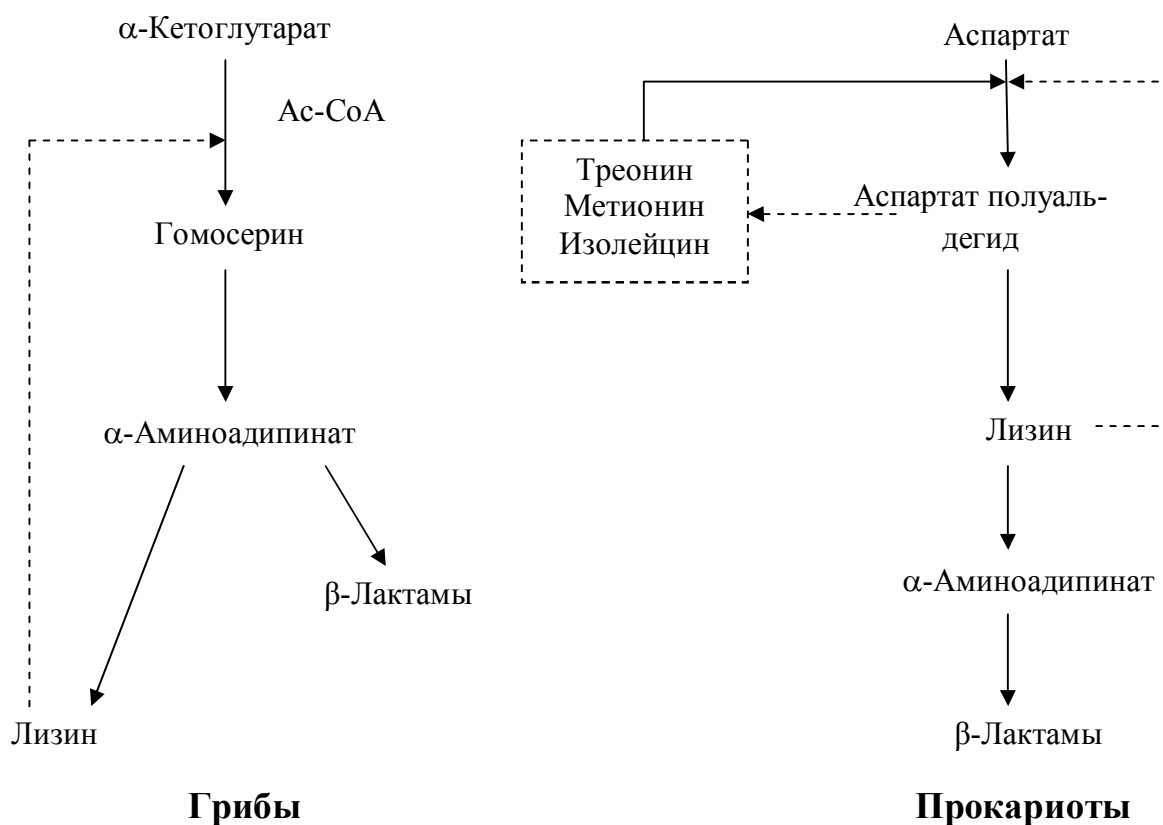 α-Кетоглутарат
Ac-CoA
Гомосерин
α-Аминоадипинат
β-Лактамы
Лизин
Грибы
Аспартат
Треонин
Метионин
Изолейцин
Аспартат полуаль-
дегид
Лизин
α-Аминоадипинат
β-Лактамы
Прокариоты